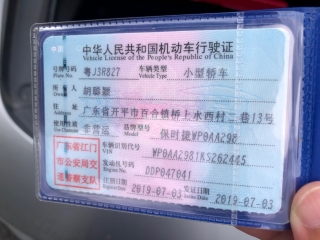 中华人民共和国机动车行驶证
Vehicle License of the People's Republic of China
号牌号码 粤J3R827 车辆类型 小型轿车
Plate No. Vehicle Type
所有人
住址 广东省开平市百合镇桥上水西村二巷13号
Address
使用性质 非营运 品牌型号 保时捷WP0AA298
广东省江门市公安局交通警察支队
车辆识别代号 WP0AA298TKS262445
VIN
发动机号码 DDP047041
Engine No.
注册日期 2019-07-03 发证日期 2019-07-03
Register Date Issue Date